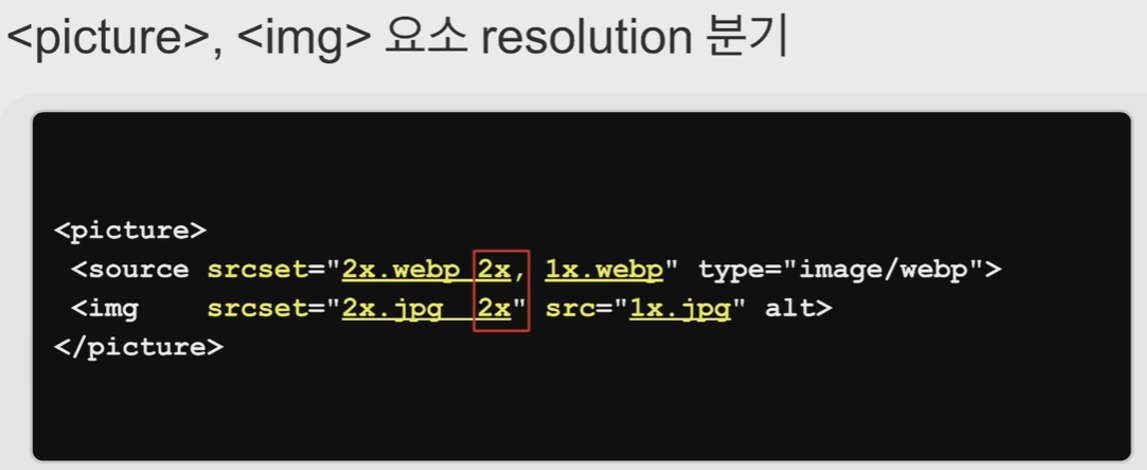 <picture>, <img> 요소 resolution 분기
<picture>
<source srcset="2x.webp 2x, 1x.webp" type="image/webp">
<img srcset="2x.jpg 2x" src="1x.jpg" alt>
</picture>